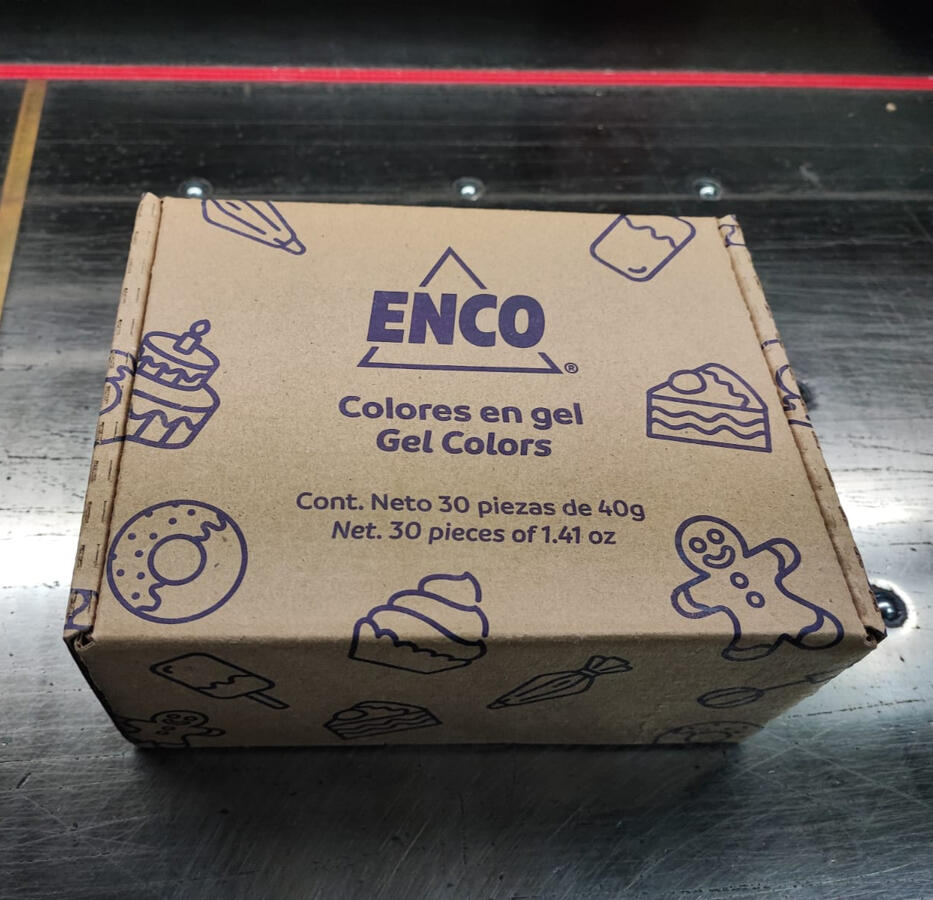 ENCO
®
Colores en gel
Gel Colors
Cont. Neto 30 piezas de 40g
Net. 30 pieces of 1.41 oz